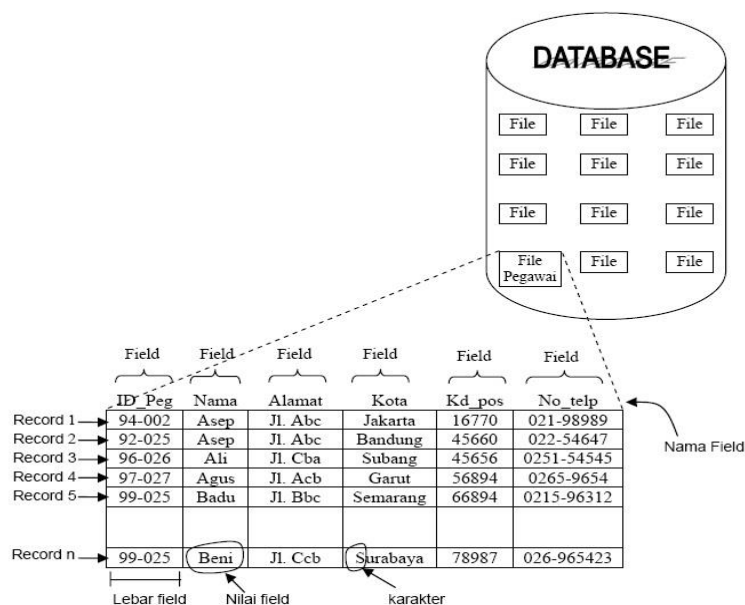 DATABASE
File File File
File File File
File File File
File Pegawai File File
Field Field Field Field Field Field
ID_Peg Nama Alamat Kota Kd_pos No_telp
Record 1 94-002 Asep Jl. Abc Jakarta 16770 021-98989
Record 2 92-025 Asep Jl. Abc Bandung 45660 022-54647
Nama Field
Record 3 96-026 Ali Jl. Cba Subang 45656 0251-54545
Record 4 97-027 Agus Jl. Acb Garut 56894 0265-9654
Record 5 99-025 Badu Jl. Bbc Semarang 66894 0215-96312
Record n 99-025 Beni Jl. Ccb Surabaya 78987 026-965423
Lebar field Nilai field karakter